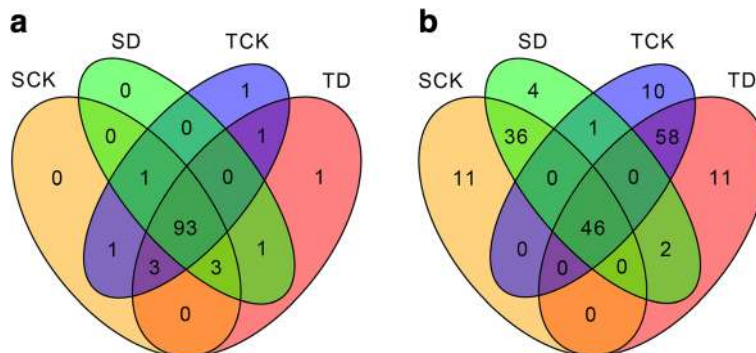 a
b
SD TCK
SCK TD
0 1
0 0 1
0 1 0 1
93
1 3 3 1
0
SD TCK
SCK TD
4 10
36 1 58
11 0 0 11
46
0 0 0 2
0